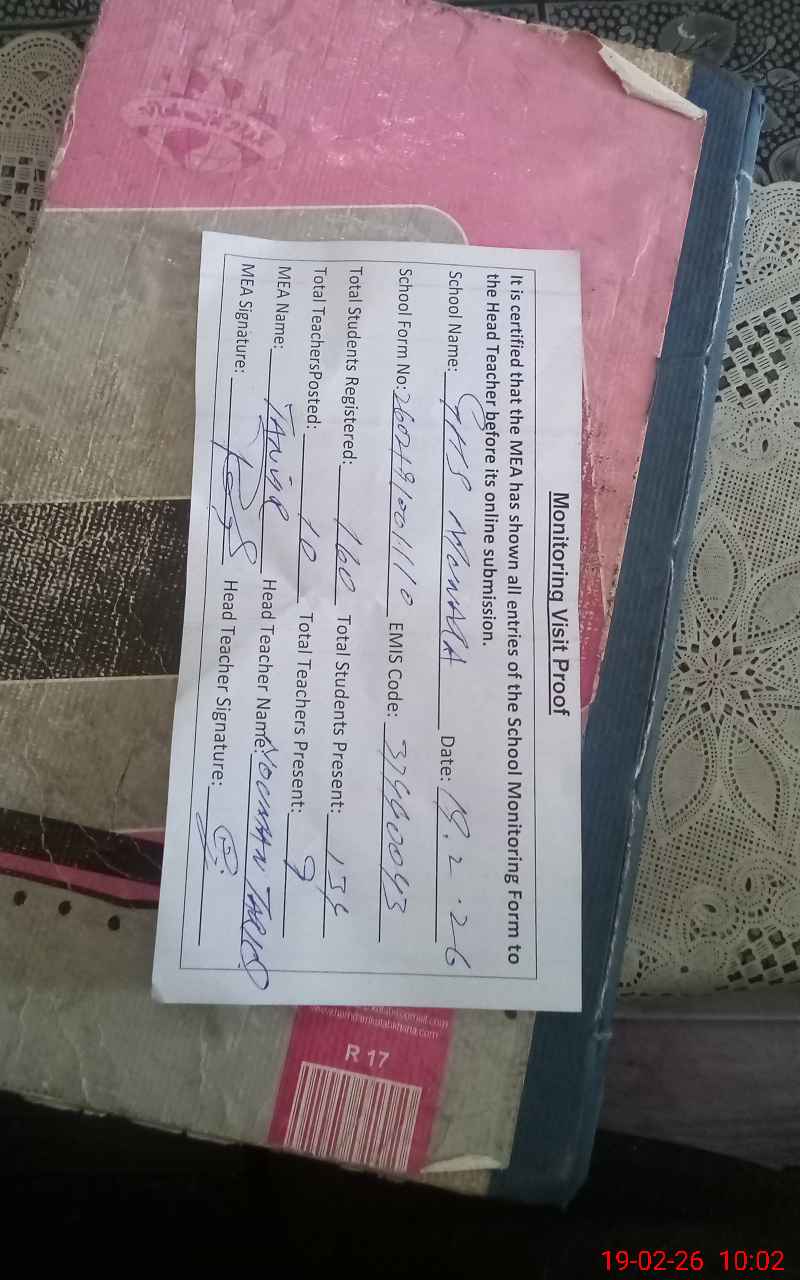 Monitoring Visit Proof
It is certified that the MEA has shown all entries of the School Monitoring Form to
the Head Teacher before its online submission.
School Name: GHS Date: 19.2.26
School Form No: EMIS Code:
Total Students Registered: 160 Total Students Present: 134
Total TeachersPosted: 10 Total Teachers Present: 9
MEA Name: TARIQ Head Teacher Name: NOUMAN TARIQ
MEA Signature: Head Teacher Signature:
R 17
19-02-26 10:02